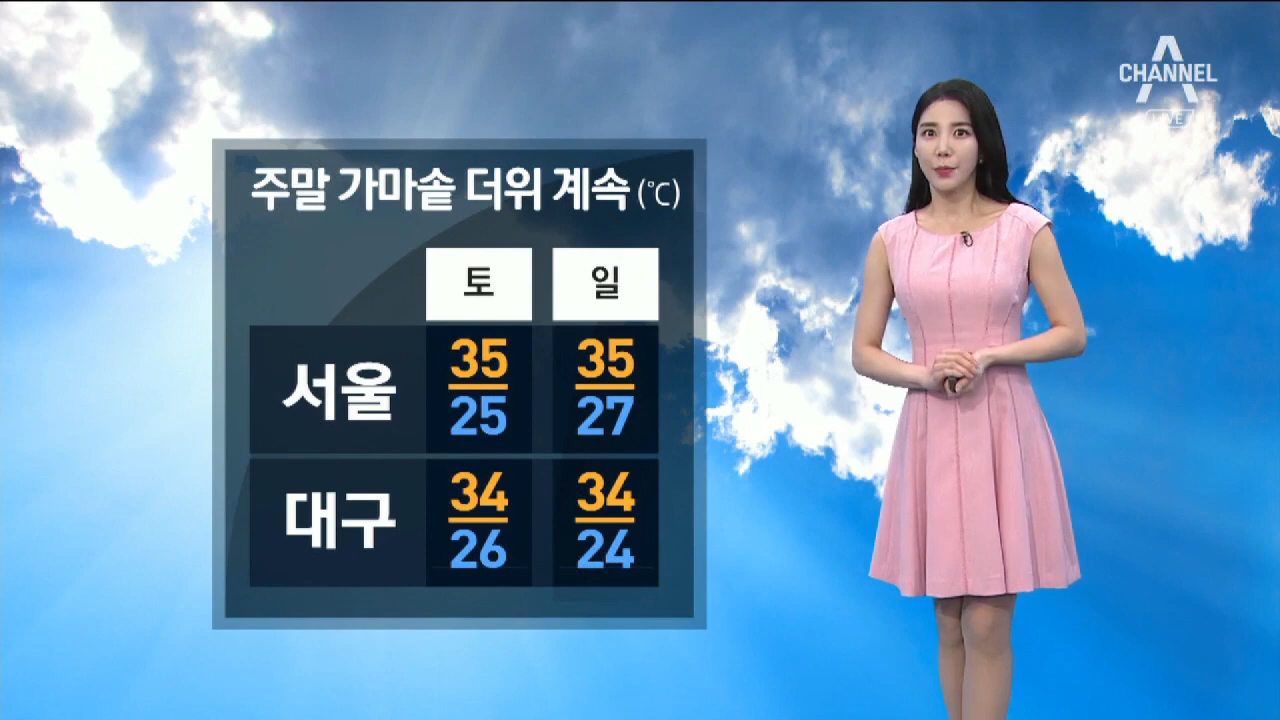 주말 가마솥 더위 계속 (℃)
토 일
서울 35 35
25 27
대구 34 34
26 24
CHANNEL A
LIVE